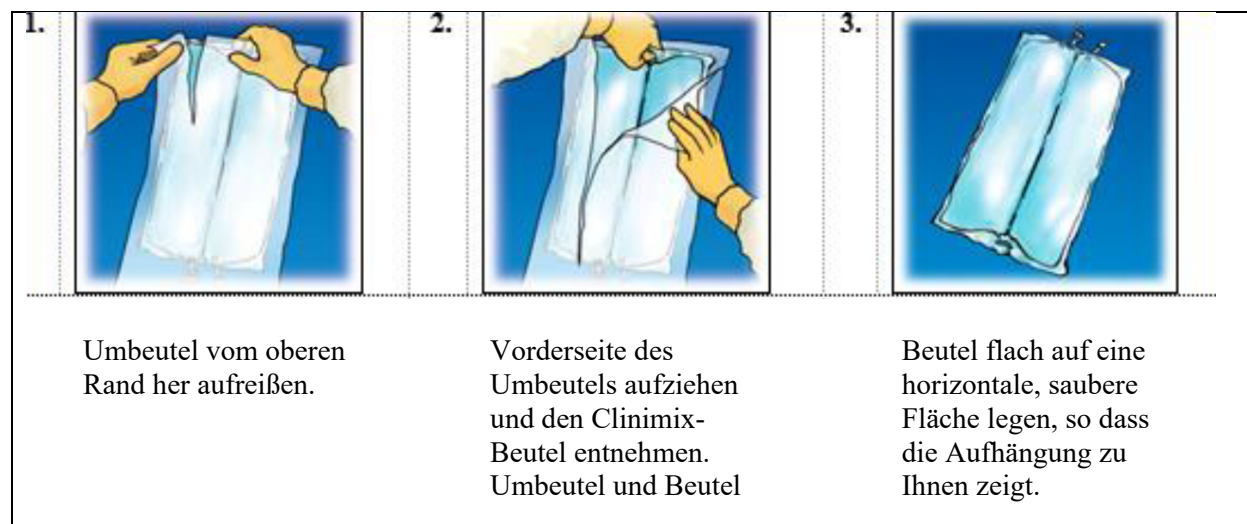 1.
2.
3.
Umbeutel vom oberen
Rand her aufreißen.
Vorderseite des
Umbeutels aufziehen
und den Clinimix-
Beutel entnehmen.
Umbeutel und Beutel
Beutel flach auf eine
horizontale, saubere
Fläche legen, so dass
die Aufhängung zu
Ihnen zeigt.